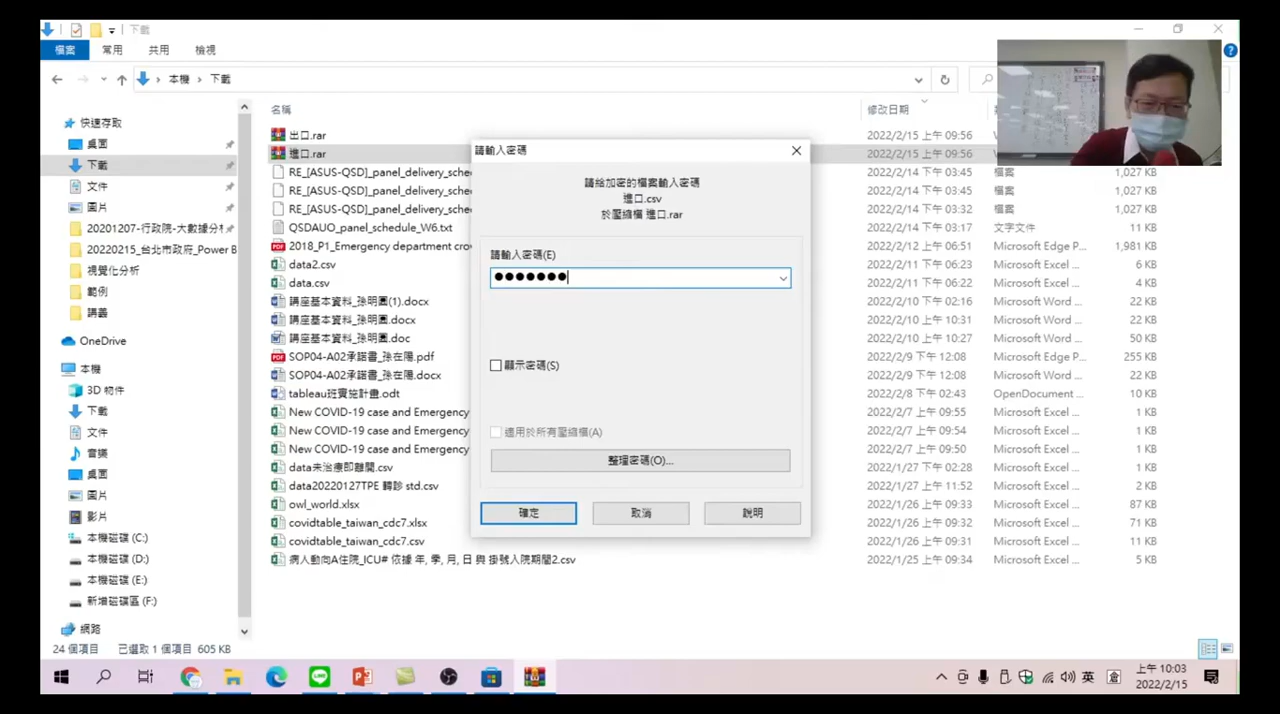 下載
檔案 常用 共用 檢視
本機 › 下載
快速存取
桌面
下載
文件
圖片
20201207-行政院-大數據分析
20220215_台北市政府_Power B
視覺化分析
範例
講義
OneDrive
本機
3D 物件
下載
文件
音樂
桌面
圖片
影片
本機磁碟 (C:)
本機磁碟 (D:)
本機磁碟 (E:)
新增磁碟區 (F:)
網路
24 個項目 已選取 1 個項目 605 KB
名稱 修改日期
出口.rar 2022/2/15 上午 09:56
進口.rar 2022/2/15 上午 09:56
RE_[ASUS-QSD]_panel_delivery_sche 2022/2/14 下午 03:45 檔案 1,027 KB
RE_[ASUS-QSD]_panel_delivery_sche 2022/2/14 下午 03:45 檔案 1,027 KB
RE_[ASUS-QSD]_panel_delivery_sche 2022/2/14 下午 03:32 檔案 1,027 KB
QSDAUO_panel_schedule_W6.txt 2022/2/14 下午 03:17 文字文件 11 KB
2018_P1_Emergency department crow 2022/2/12 上午 06:51 Microsoft Edge P... 1,981 KB
data2.csv 2022/2/11 下午 06:23 Microsoft Excel ... 6 KB
data.csv 2022/2/11 下午 06:22 Microsoft Excel ... 4 KB
講座基本資料_孫明圖(1).docx 2022/2/10 下午 02:16 Microsoft Word ... 22 KB
講座基本資料_孫明圖.docx 2022/2/10 上午 10:31 Microsoft Word ... 22 KB
講座基本資料_孫明圖.doc 2022/2/10 上午 10:27 Microsoft Word ... 50 KB
SOP04-A02承諾書_孫在陽.pdf 2022/2/9 下午 12:08 Microsoft Edge P... 255 KB
SOP04-A02承諾書_孫在陽.docx 2022/2/9 下午 12:08 Microsoft Word ... 22 KB
tableau班實施計畫.odt 2022/2/8 下午 02:43 OpenDocument ... 10 KB
New COVID-19 case and Emergency 2022/2/7 上午 09:55 Microsoft Excel ... 1 KB
New COVID-19 case and Emergency 2022/2/7 上午 09:54 Microsoft Excel ... 1 KB
New COVID-19 case and Emergency 2022/2/7 上午 09:50 Microsoft Excel ... 1 KB
data未治療即離開.csv 2022/1/27 下午 02:28 Microsoft Excel ... 1 KB
data20220127TPE 轉診 std.csv 2022/1/27 上午 11:52 Microsoft Excel ... 2 KB
owl_world.xlsx 2022/1/26 上午 09:33 Microsoft Excel ... 87 KB
covidtable_taiwan_cdc7.xlsx 2022/1/26 上午 09:32 Microsoft Excel ... 71 KB
covidtable_taiwan_cdc7.csv 2022/1/26 上午 09:31 Microsoft Excel ... 11 KB
病人動向A住院_ICU# 依據 年, 季, 月, 日 與 掛號入院期間2.csv 2022/1/25 上午 09:34 Microsoft Excel ... 5 KB
請輸入密碼
請給加密的檔案輸入密碼
進口.csv
於壓縮檔 進口.rar
請輸入密碼(E)
顯示密碼(S)
適用於所有壓縮檔(A)
整理密碼(O)...
確定 取消 說明
英
倉
上午 10:03
2022/2/15